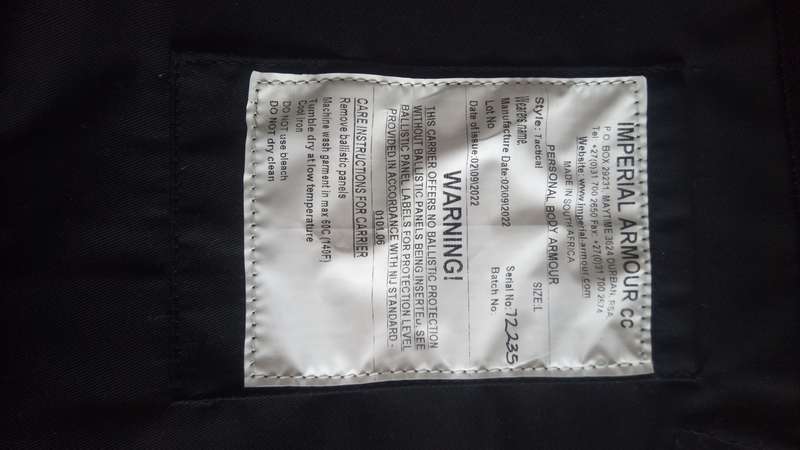 IMPERIAL ARMOUR CC
P.O. BOX 29231, MAYTIME 3624 DURBAN, RSA
Tel: +27(0)31 700 2650 Fax: +27(0)31 700 2574
Website: www.imperial-armour.com
MADE IN SOUTH AFRICA
PERSONAL BODY ARMOUR
Style: Tactical SIZE:L
name.
Manufacture Date:02/09/2022 Serial No: 72235
Lot No Batch No:
Date of issue:02/09/2022
WARNING!
THIS CARRIER OFFERS NO BALLISTIC PROTECTION
WITHOUT BALLISTIC PANELS BEING INSERTED. SEE
BALLISTIC PANEL LABELS FOR PROTECTION LEVEL
PROVIDED IN ACCORDANCE WITH NIJ STANDARD -
0101.06
CARE INSTRUCTIONS FOR CARRIER
Remove ballistic panels
Machine wash garment in max 60C (140F)
Tumble dry at low temperature
Cool iron
DO NOT use bleach
DO NOT dry clean